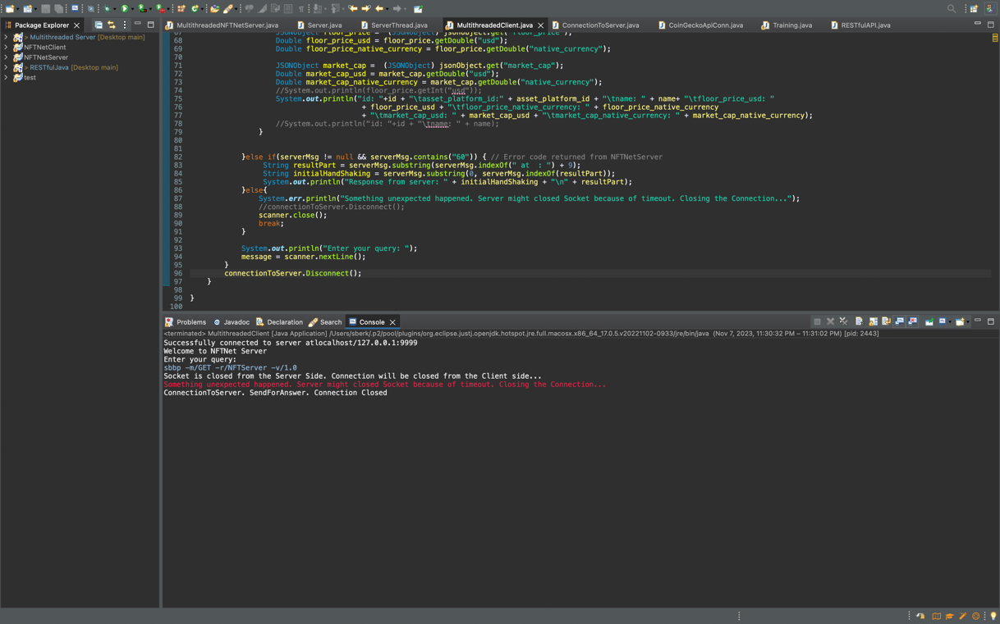 Package Explorer
MultithreadedNFTNetServer.java
Server.java
ServerThread.java
MultithreadedClient.java
ConnectionToServer.java
CoinGeckoApiConn.java
Training.java
RESTfulAPI.java
> Multithreaded Server [Desktop main]
NFTNetClient
NFTNetServer
> RESTfulJava [Desktop main]
test
67 JSONObject floor_price = (JSONObject) jsonObject.get("floor_price");
68 Double floor_price_usd = floor_price.getDouble("usd");
69 Double floor_price_native_currency = floor_price.getDouble("native_currency");
70
71 JSONObject market_cap =  (JSONObject) jsonObject.get("market_cap");
72 Double market_cap_usd = market_cap.getDouble("usd");
73 Double market_cap_native_currency = market_cap.getDouble("native_currency");
74 //System.out.println(floor_price.getInt("usd"));
75 System.out.println("id: "+id + "\tasset_platform_id:" + asset_platform_id + "\tname: " + name+ "\tfloor_price_usd: "
76 + floor_price_usd + "\tfloor_price_native_currency: " + floor_price_native_currency
77 + "\tmarket_cap_usd: " + market_cap_usd + "\tmarket_cap_native_currency: " + market_cap_native_currency);
78 //System.out.println("id: "+id + "\tname: " + name);
79 }
80
81
82 }else if(serverMsg != null && serverMsg.contains("60")) { // Error code returned from NFTNetServer
83 String resultPart = serverMsg.substring(serverMsg.indexOf(" at  : ") + 9);
84 String initialHandShaking = serverMsg.substring(0, serverMsg.indexOf(resultPart));
85 System.out.println("Response from server: " + initialHandShaking + "\n" + resultPart);
86 }else{
87 System.err.println("Something unexpected happened. Server might closed Socket because of timeout. Closing the Connection...");
88 //connectionToServer.Disconnect();
89 scanner.close();
90 break;
91 }
92
93 System.out.println("Enter your query: ");
94 message = scanner.nextLine();
95 }
96 connectionToServer.Disconnect();
97 }
98
99 }
100
Problems
Javadoc
Declaration
Search
Console
<terminated> MultithreadedClient [Java Application] /Users/sberk/.p2/pool/plugins/org.eclipse.justj.openjdk.hotspot.jre.full.macosx.x86_64_17.0.5.v20221102-0933/jre/bin/java (Nov 7, 2023, 11:30:32 PM – 11:31:02 PM) [pid: 2443]
Successfully connected to server atlocalhost/127.0.0.1:9999
Welcome to NFTNet Server
Enter your query:
sbbp -m/GET -r/NFTServer -v/1.0
Socket is closed from the Server Side. Connection will be closed from the Client side...
Something unexpected happened. Server might closed Socket because of timeout. Closing the Connection...
ConnectionToServer. SendForAnswer. Connection Closed